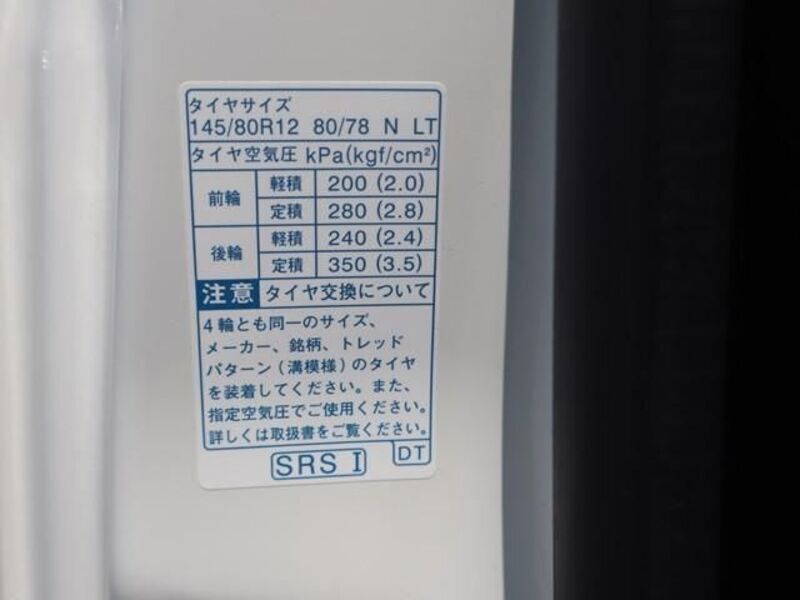 タイヤサイズ
145/80R12 80/78 N LT
タイヤ空気圧 kPa(kgf/cm²)
前輪 軽積 200 (2.0)
定積 280 (2.8)
後輪 軽積 240 (2.4)
定積 350 (3.5)
注意 タイヤ交換について
4輪とも同一のサイズ、
メーカー、銘柄、トレッド
パターン(溝模様)のタイヤ
を装着してください。また、
指定空気圧でご使用ください。
詳しくは取扱書をご覧ください。
SRS I DT